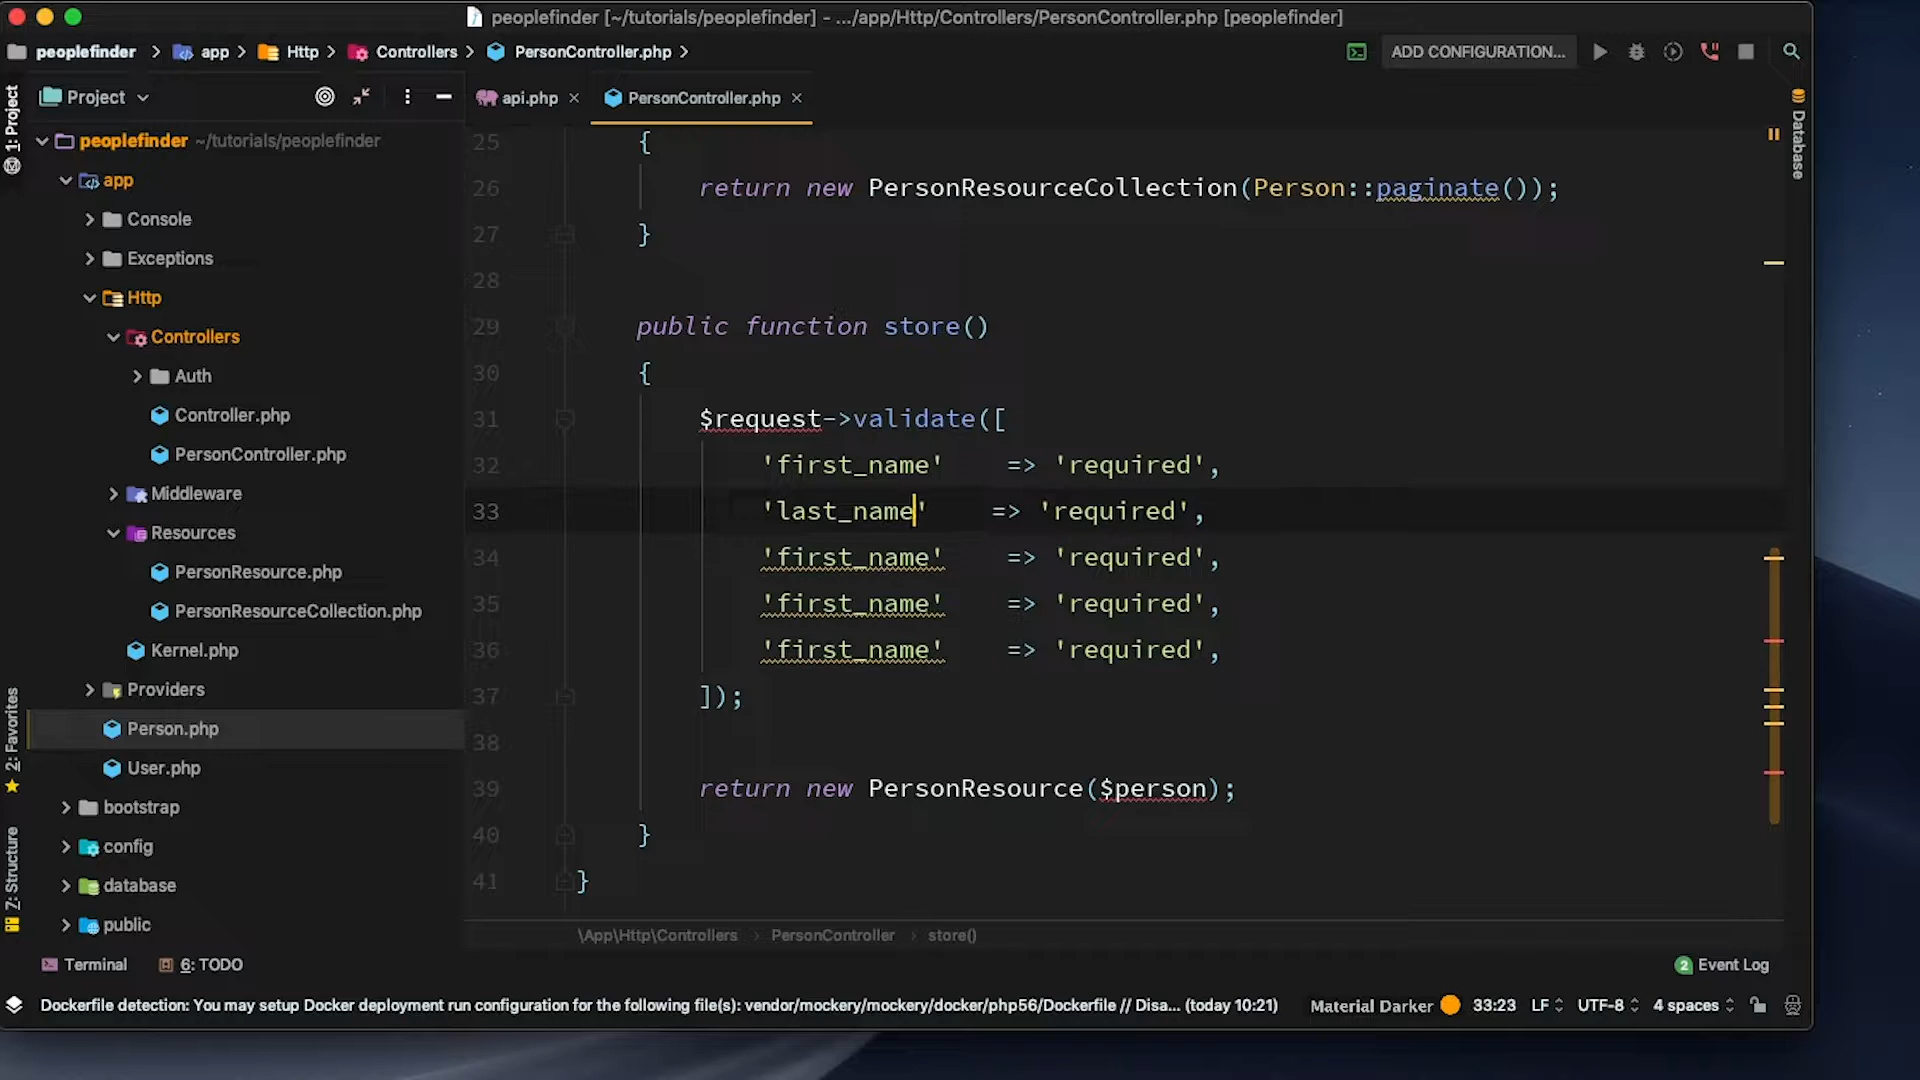 peoplefinder [~/tutorials/peoplefinder] - .../app/Http/Controllers/PersonController.php [peoplefinder]
peoplefinder app Http Controllers PersonController.php
ADD CONFIGURATION...
1: Project
Project
api.php
PersonController.php
Database
peoplefinder ~/tutorials/peoplefinder
app
Console
Exceptions
Http
Controllers
Auth
Controller.php
PersonController.php
Middleware
Resources
PersonResource.php
PersonResourceCollection.php
Kernel.php
Providers
Person.php
User.php
bootstrap
config
database
public
2: Favorites
7: Structure
25 {
26 return new PersonResourceCollection(Person::paginate());
27 }
28
29 public function store()
30 {
31 $request->validate([
32 'first_name' => 'required',
33 'last_name' => 'required',
34 'first_name' => 'required',
35 'first_name' => 'required',
36 'first_name' => 'required',
37 ]);
38
39 return new PersonResource($person);
40 }
41 }
\App\Http\Controllers PersonController store()
Terminal
6: TODO
2 Event Log
Dockerfile detection: You may setup Docker deployment run configuration for the following file(s): vendor/mockery/mockery/docker/php56/Dockerfile // Disa... (today 10:21)
Material Darker
33:23
LF
UTF-8
4 spaces